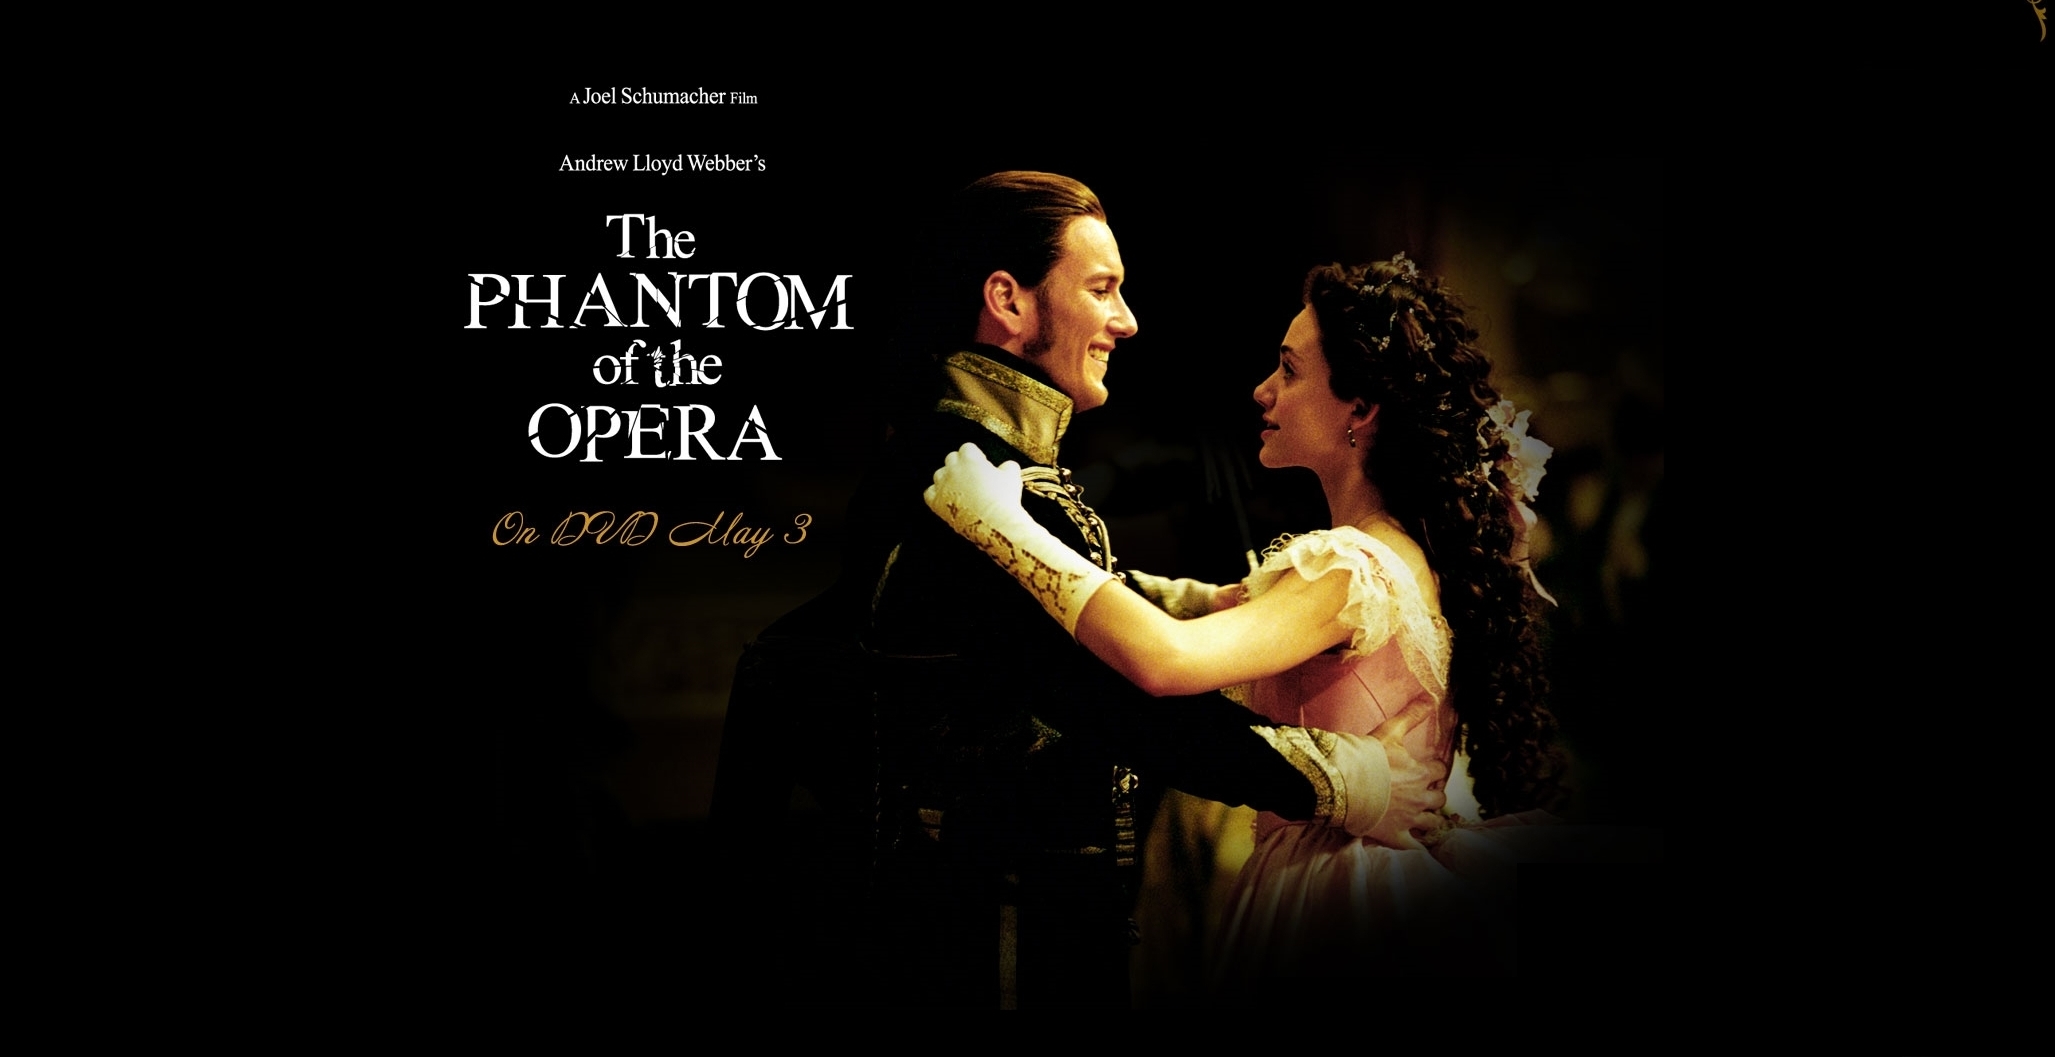 A Joel Schumacher Film
Andrew Lloyd Webber’s
The
PHANTOM
of the
OPERA
On DVD May 3